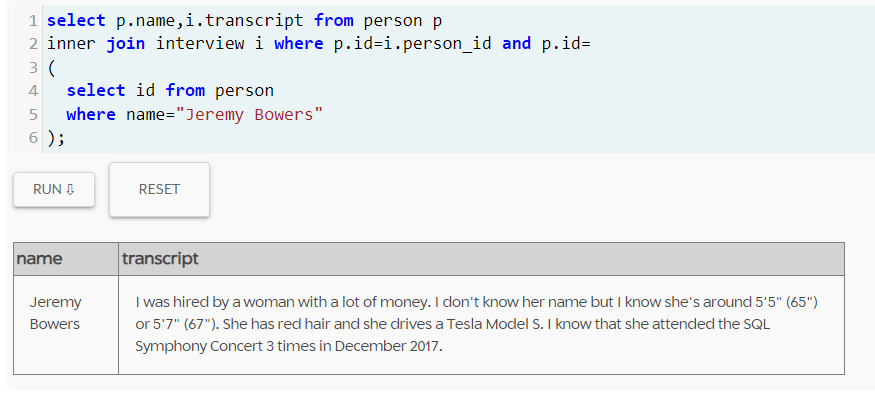 1 select p.name,i.transcript from person p
2 inner join interview i where p.id=i.person_id and p.id=
3 (
4 select id from person
5 where name="Jeremy Bowers"
6 );
RUN ⇩ RESET
name transcript
Jeremy Bowers
I was hired by a woman with a lot of money. I don't know her name but I know she's around 5'5" (65")
or 5'7" (67"). She has red hair and she drives a Tesla Model S. I know that she attended the SQL
Symphony Concert 3 times in December 2017.